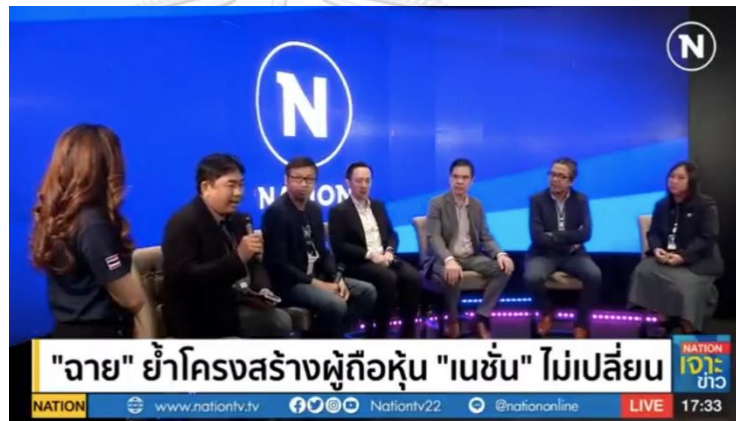 N
N
NATION
"ฉาย" ย้ำโครงสร้างผู้ถือหุ้น "เนชั่น" ไม่เปลี่ยน
NATION
เจาะ
ข่าว
NATION www.nationtv.tv Nationtv22 @nationonline LIVE 17:33